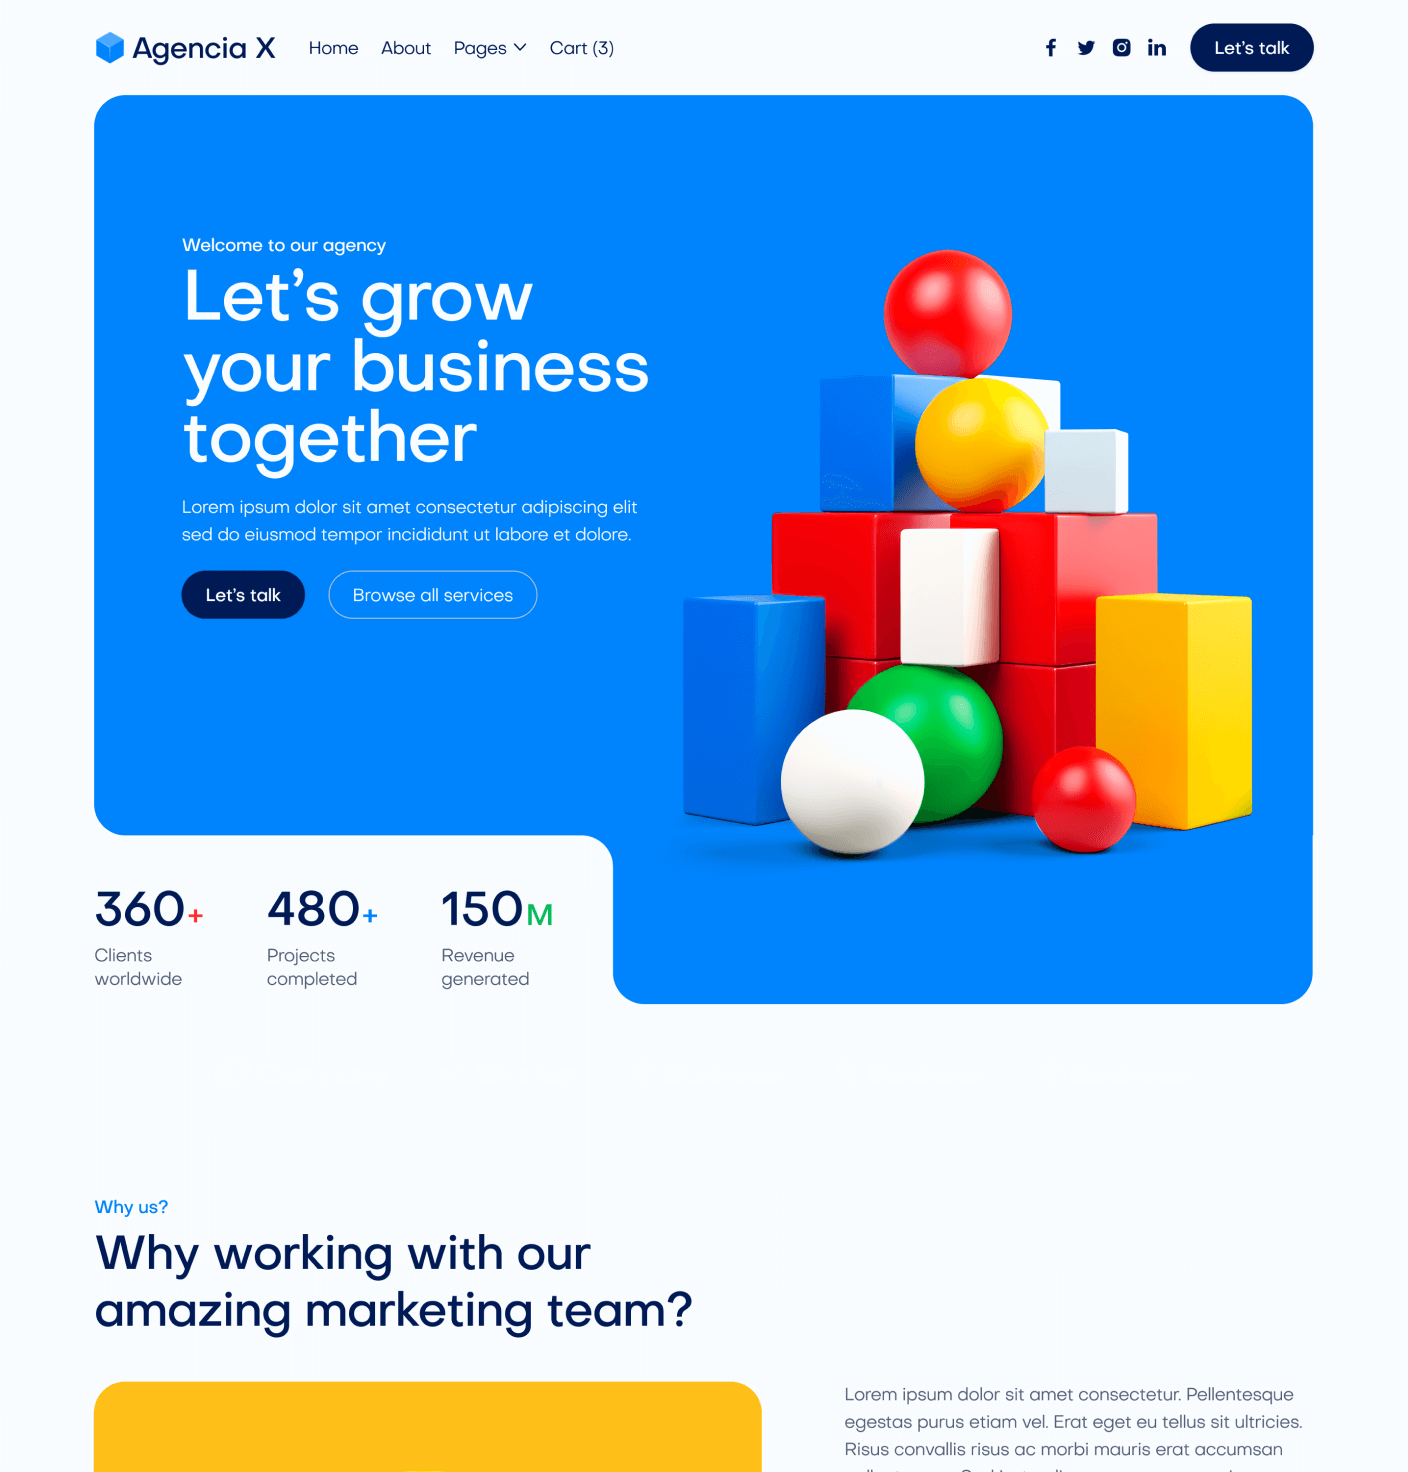 Agencia X
Home
About
Pages
Cart (3)
Let's talk
Welcome to our agency
Let's grow
your business
together
Lorem ipsum dolor sit amet consectetur adipiscing elit
sed do eiusmod tempor incididunt ut labore et dolore.
Let's talk
Browse all services
360+
Clients
worldwide
480+
Projects
completed
150M
Revenue
generated
Why us?
Why working with our
amazing marketing team?
Lorem ipsum dolor sit amet consectetur. Pellentesque
egestas purus etiam vel. Erat eget eu tellus sit ultricies.
Risus convallis risus ac morbi mauris erat accumsan